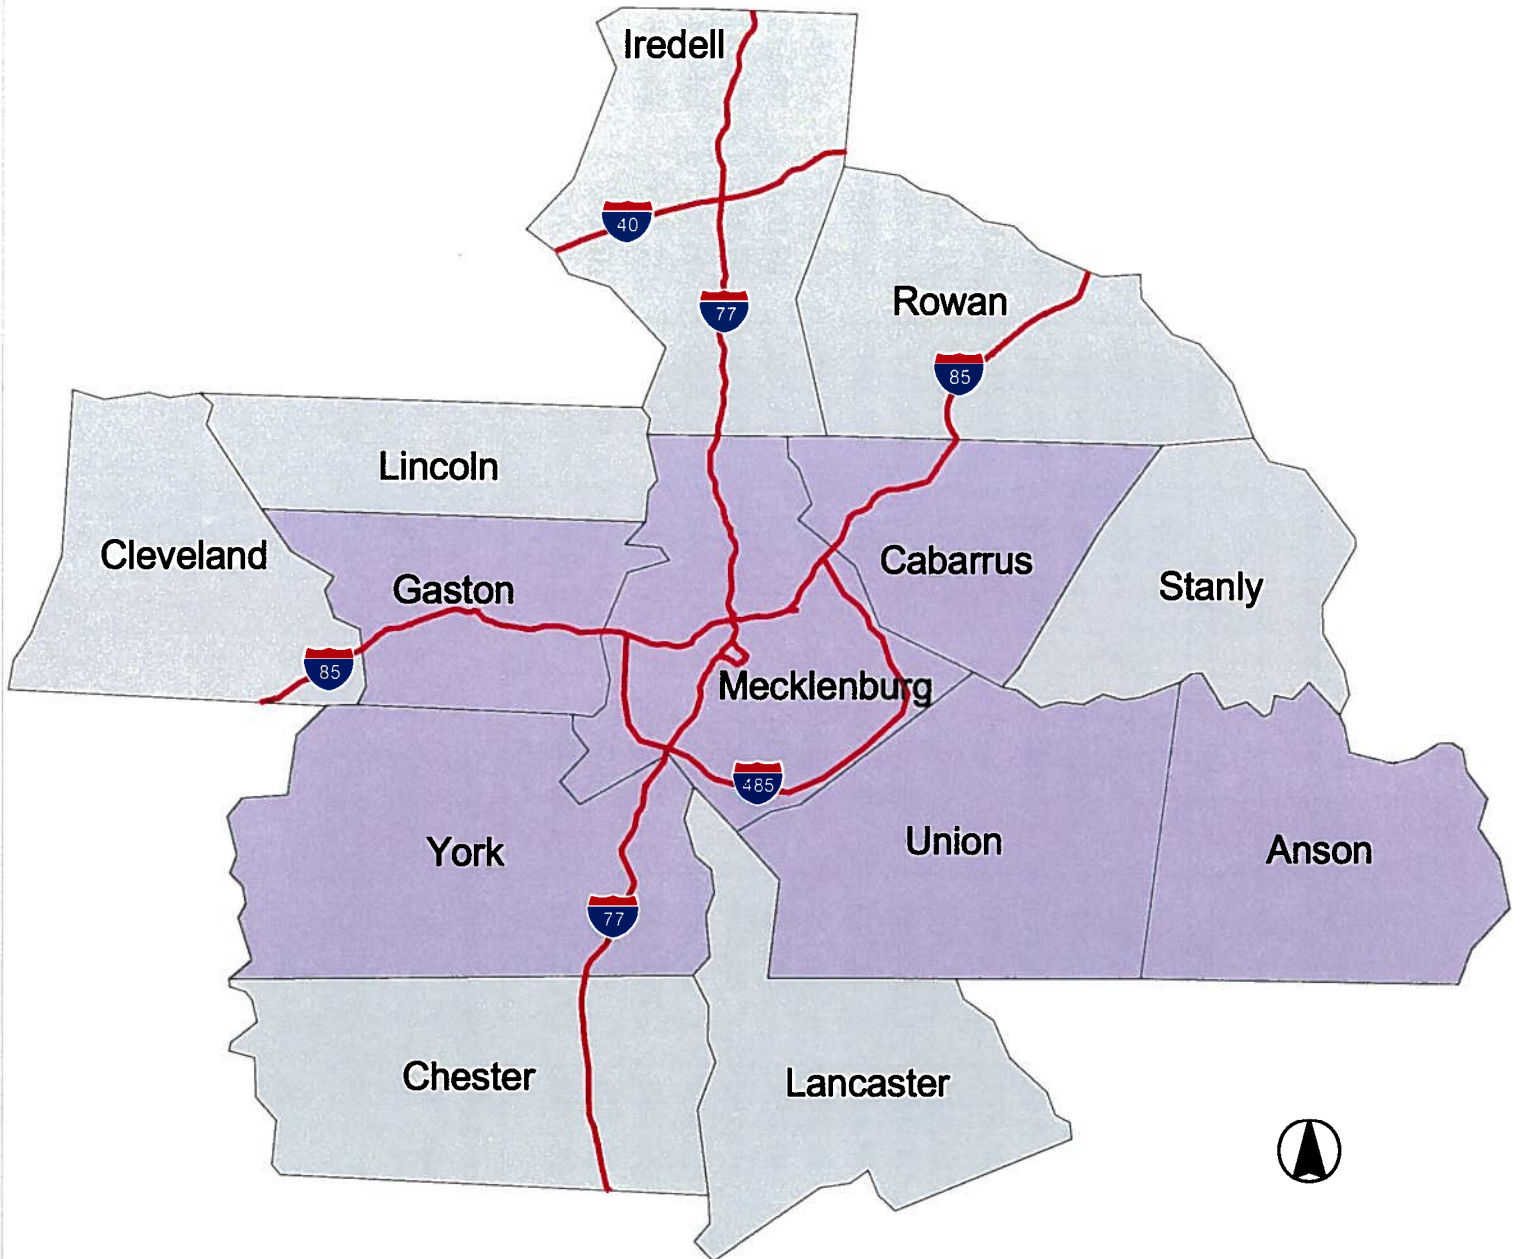 Iredell
40
77
Rowan
85
Lincoln
Cleveland
Gaston
Cabarrus
Stanly
85
Mecklenburg
485
York
Union
Anson
77
Chester
Lancaster